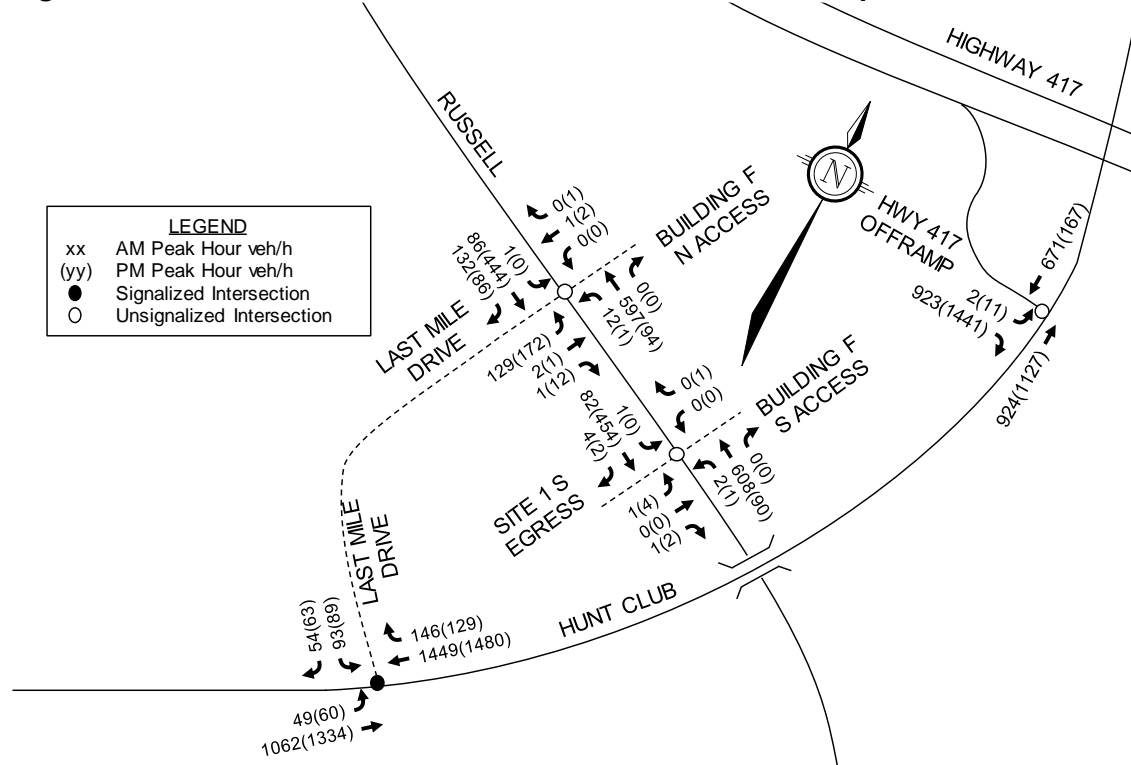 HIGHWAY 417
RUSSELL
BUILDING F
N ACCESS
N
HWY 417
OFFRAMP
671(167)
2(11)
923(1441)
924(1127)
LEGEND
xx AM Peak Hour veh/h
(yy) PM Peak Hour veh/h
Signalized Intersection
Unsignalized Intersection
0(1)
1(2)
0(0)
1(0)
86(444)
132(86)
0(0)
597(94)
12(1)
LAST MILE
DRIVE
129(172)
2(1)
1(12)
0(1)
0(0)
BUILDING F
S ACCESS
1(0)
82(454)
4(2)
0(0)
608(90)
2(1)
SITE 1 S
EGRESS
1(4)
0(0)
1(2)
LAST MILE
DRIVE
HUNT CLUB
54(63)
93(89)
146(129)
1449(1480)
49(60)
1062(1334)